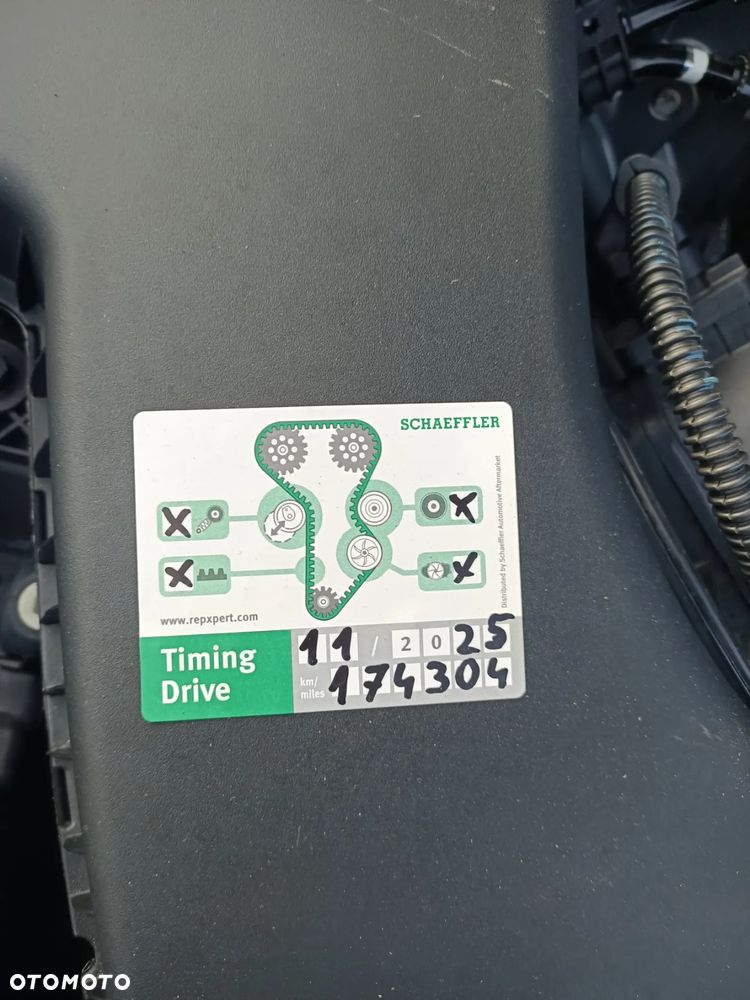 SCHAEFFLER
X
X
X
X
Distributed by Schaeffler Automotive Aftermarket
www.repxpert.com
Timing
Drive
11 / 2025
km/
miles
174304
OTOMOTO